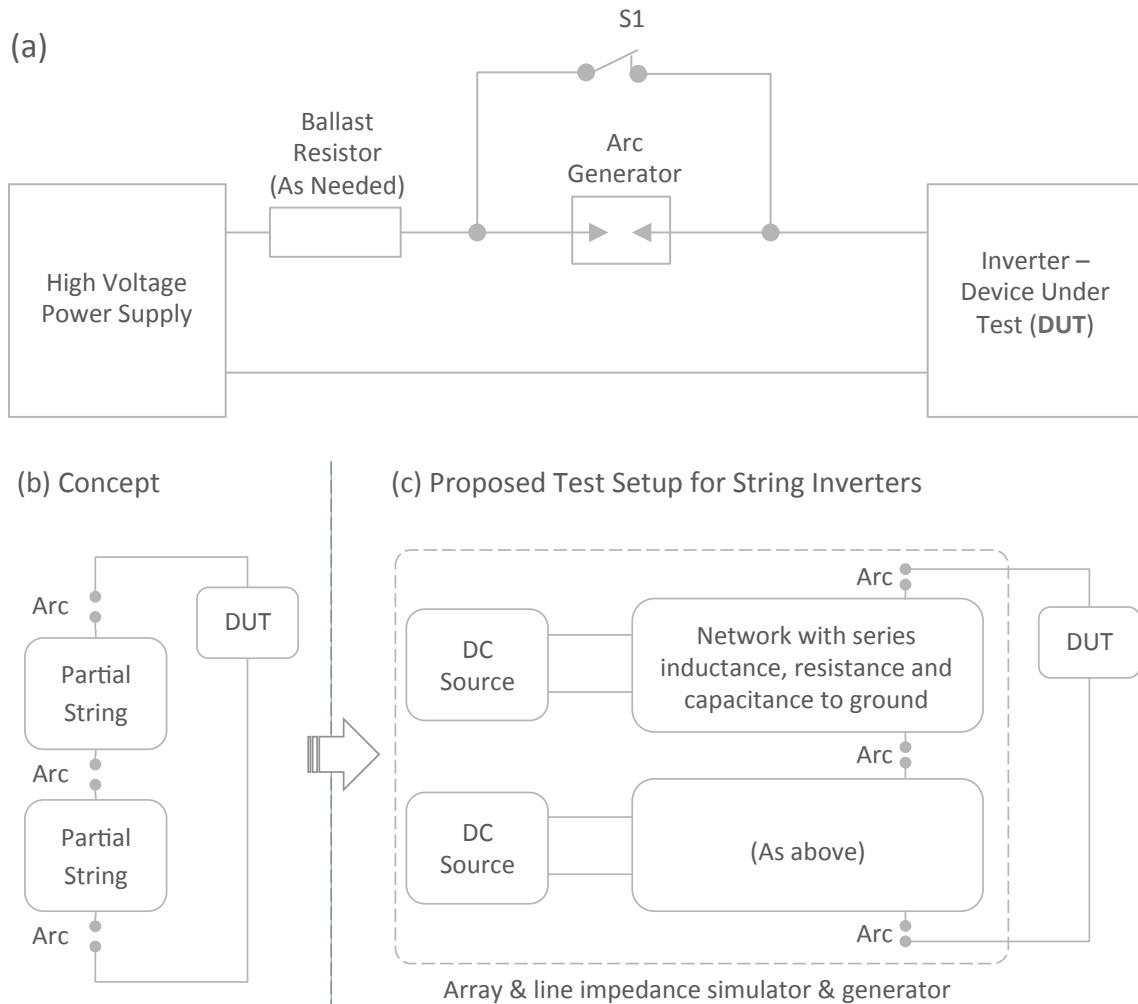 (a)
S1
Ballast
Resistor
(As Needed)
Arc
Generator
High Voltage
Power Supply
Inverter –
Device Under
Test (DUT)
(b) Concept
Arc
DUT
Partial
String
Arc
Partial
String
Arc
(c) Proposed Test Setup for String Inverters
Arc
DC
Source
Network with series
inductance, resistance and
capacitance to ground
DUT
Arc
DC
Source
(As above)
Arc
Array & line impedance simulator & generator